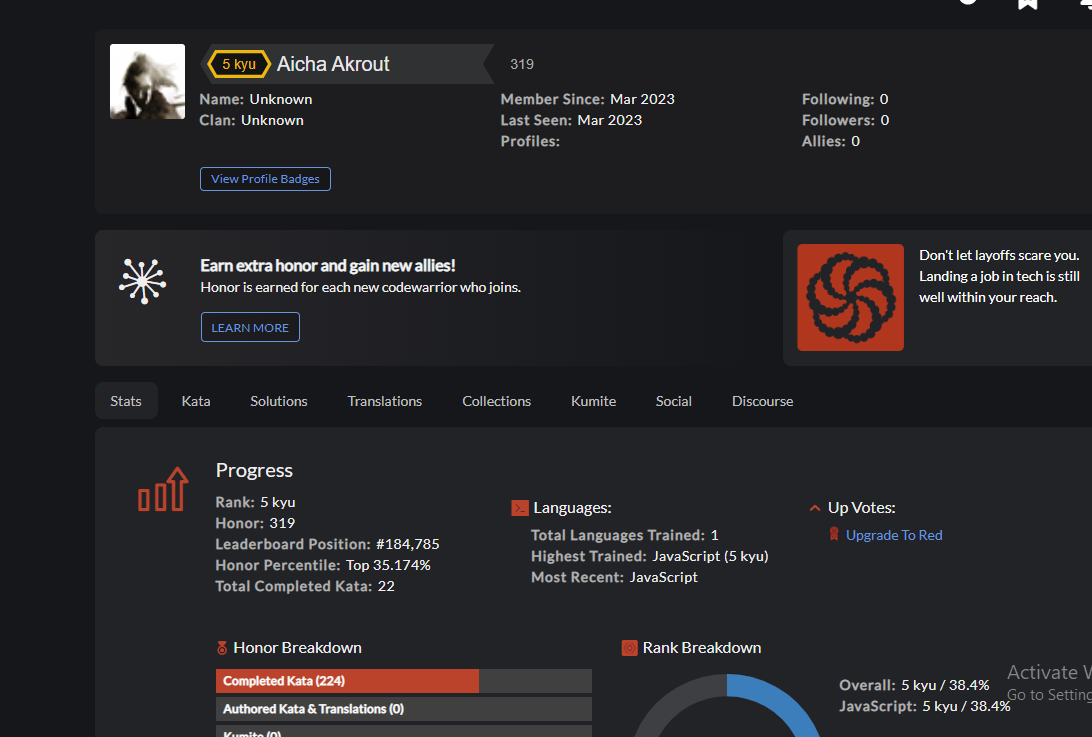 5 kyu Aicha Akrout 319
Name: Unknown
Clan: Unknown
Member Since: Mar 2023
Last Seen: Mar 2023
Profiles:
Following: 0
Followers: 0
Allies: 0
View Profile Badges
Earn extra honor and gain new allies!
Honor is earned for each new codewarrior who joins.
LEARN MORE
Don't let layoffs scare you.
Landing a job in tech is still
well within your reach.
Stats Kata Solutions Translations Collections Kumite Social Discourse
Progress
Rank: 5 kyu
Honor: 319
Leaderboard Position: #184,785
Honor Percentile: Top 35.174%
Total Completed Kata: 22
Languages:
Total Languages Trained: 1
Highest Trained: JavaScript (5 kyu)
Most Recent: JavaScript
Up Votes:
Upgrade To Red
Honor Breakdown
Completed Kata (224)
Authored Kata & Translations (0)
Kumite (0)
Rank Breakdown
Overall: 5 kyu / 38.4%
JavaScript: 5 kyu / 38.4%
Activate
Go to